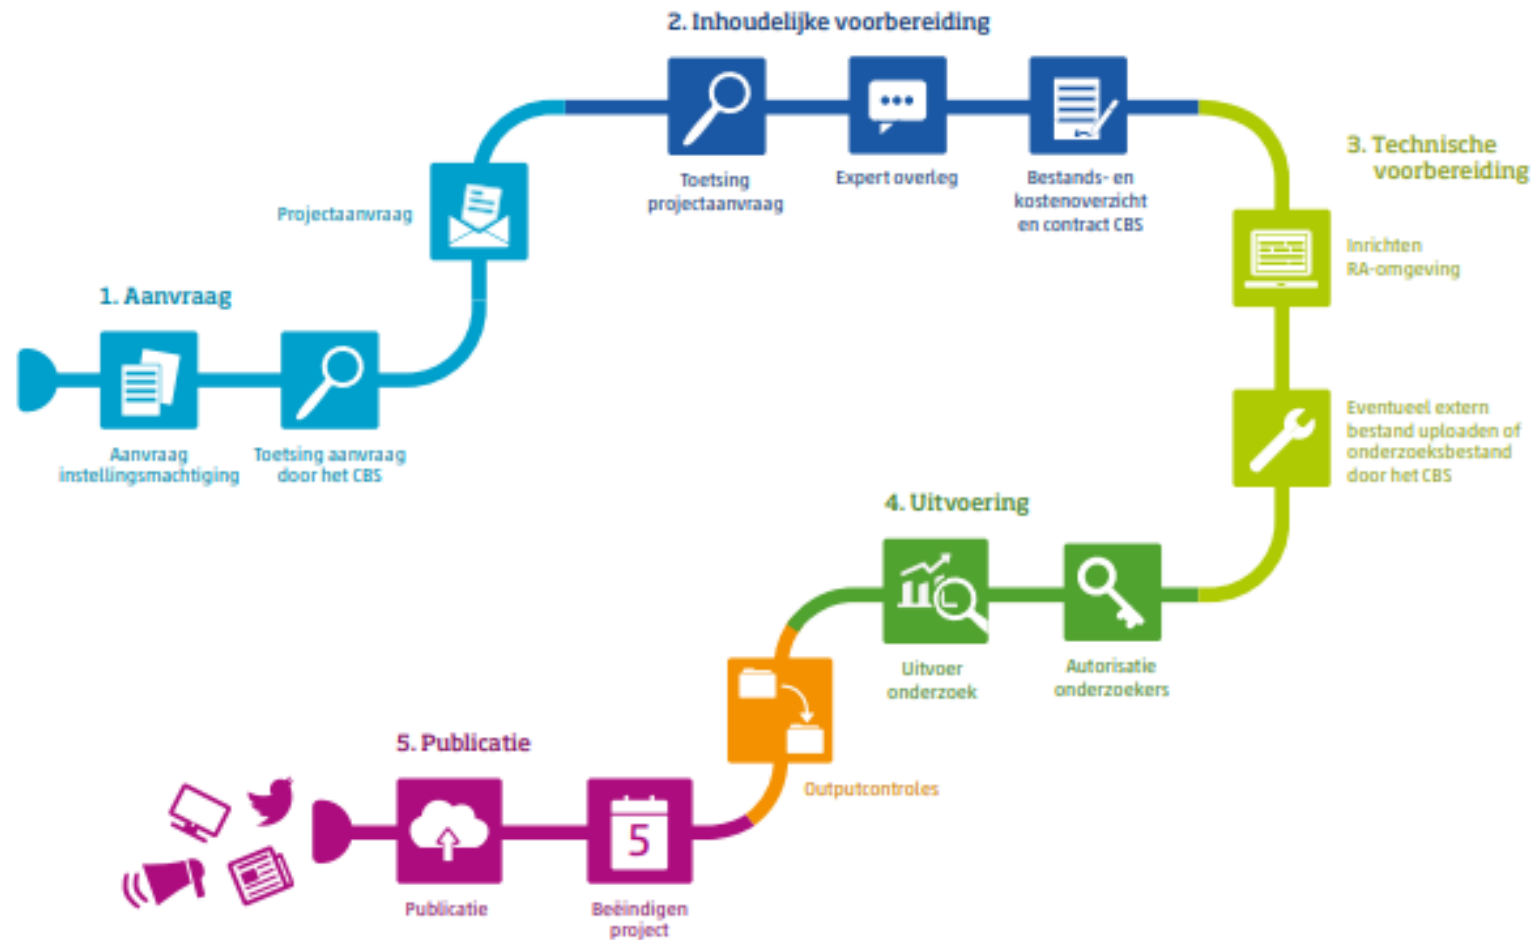 1. Aanvraag
Aanvraag
instellingsmachtiging
Toetsing aanvraag
door het CBS
Projectaanvraag
2. Inhoudelijke voorbereiding
Toetsing
projectaanvraag
Expert overleg
Bestands- en
kostenoverzicht
en contract CBS
3. Technische
voorbereiding
Inrichten
RA-omgeving
Eventueel extern
bestand uploaden of
onderzoeksbestand
door het CBS
4. Uitvoering
Autorisatie
onderzoekers
Uitvoer
onderzoek
Outputcontroles
5. Publicatie
5
Beëindigen
project
Publicatie